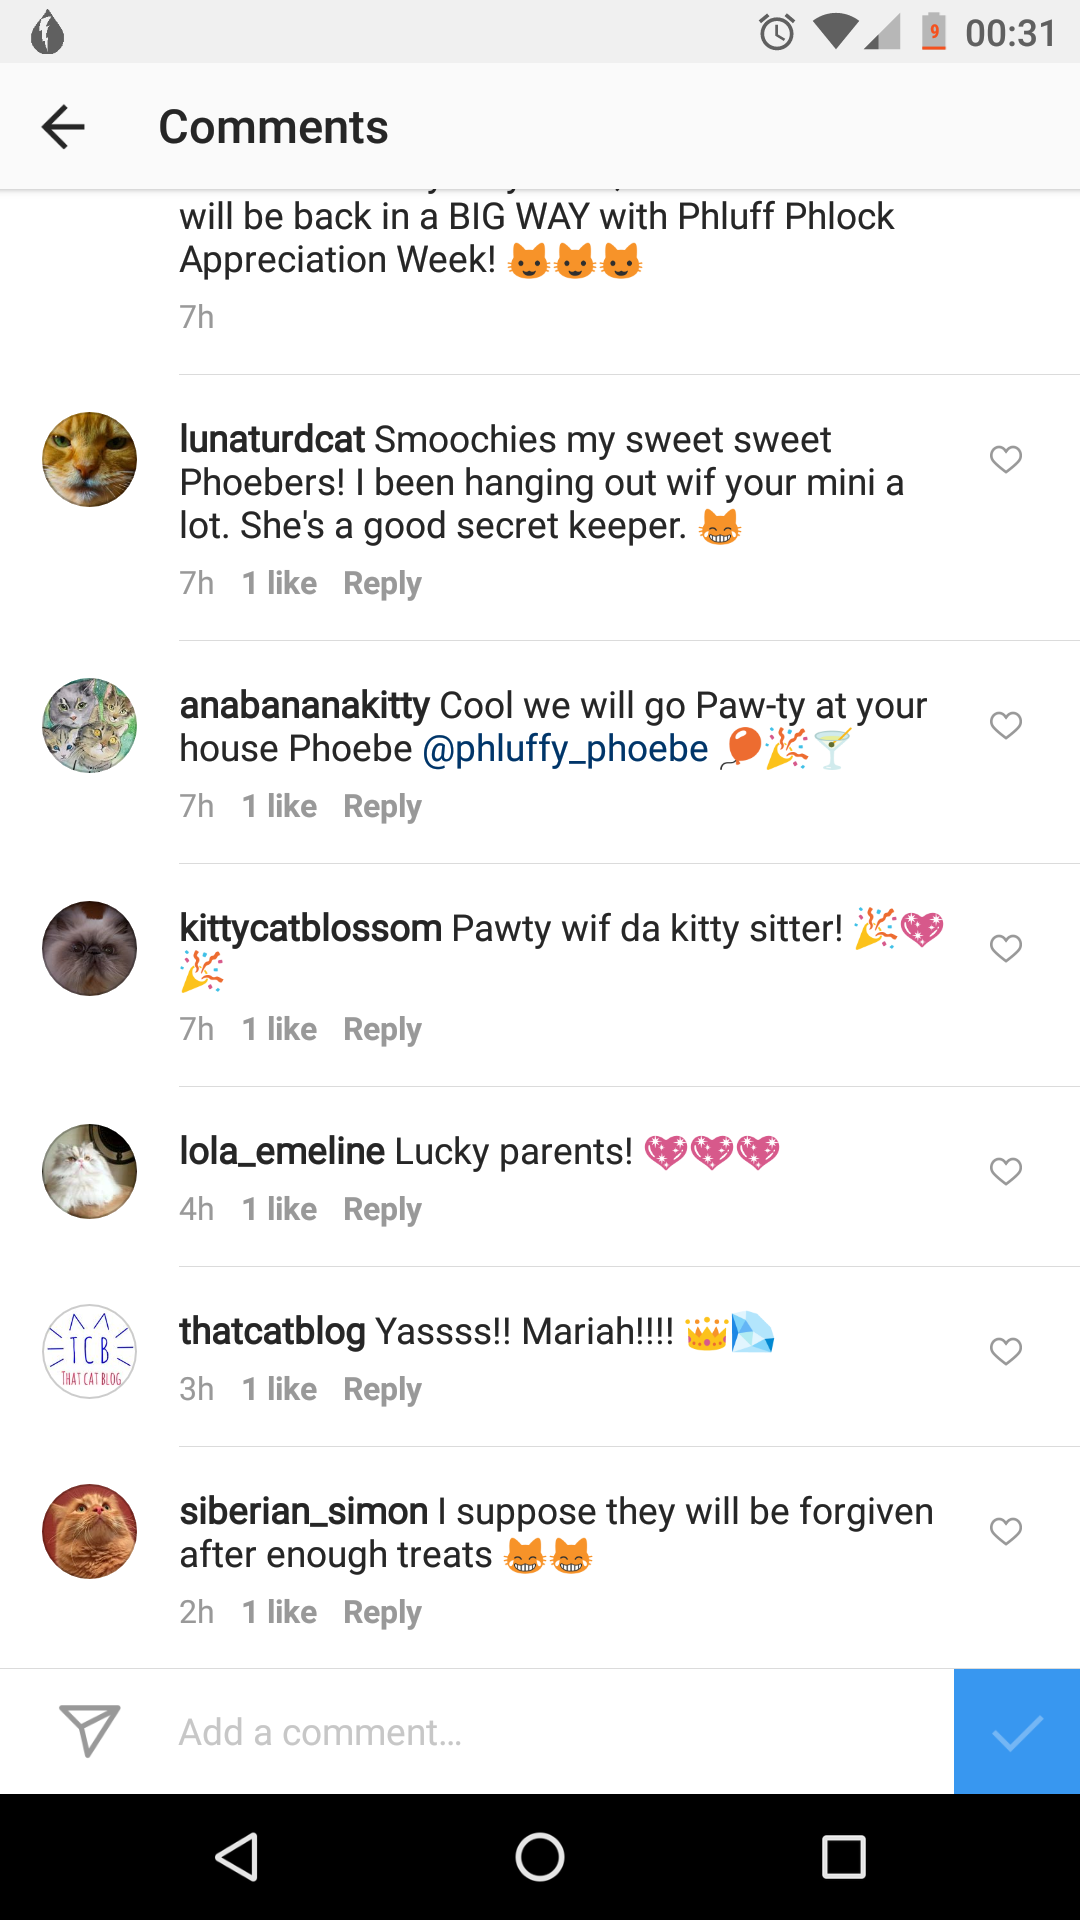 9 00:31
Comments
will be back in a BIG WAY with Phluff Phlock
Appreciation Week! 😺😺😺
7h
lunaturdcat Smoochies my sweet sweet
Phoebers! I been hanging out wif your mini a
lot. She's a good secret keeper. 😸
7h 1 like Reply
anabananakitty Cool we will go Paw-ty at your
house Phoebe @phluffy_phoebe 🎈🎉🍸
7h 1 like Reply
kittycatblossom Pawty wif da kitty sitter! 🎉💖
🎉
7h 1 like Reply
lola_emeline Lucky parents! 💖💖💖
4h 1 like Reply
TCB
THAT CAT BLOG
thatcatblog Yassss!! Mariah!!!! 👑💎
3h 1 like Reply
siberian_simon I suppose they will be forgiven
after enough treats 😸😸
2h 1 like Reply
Add a comment...